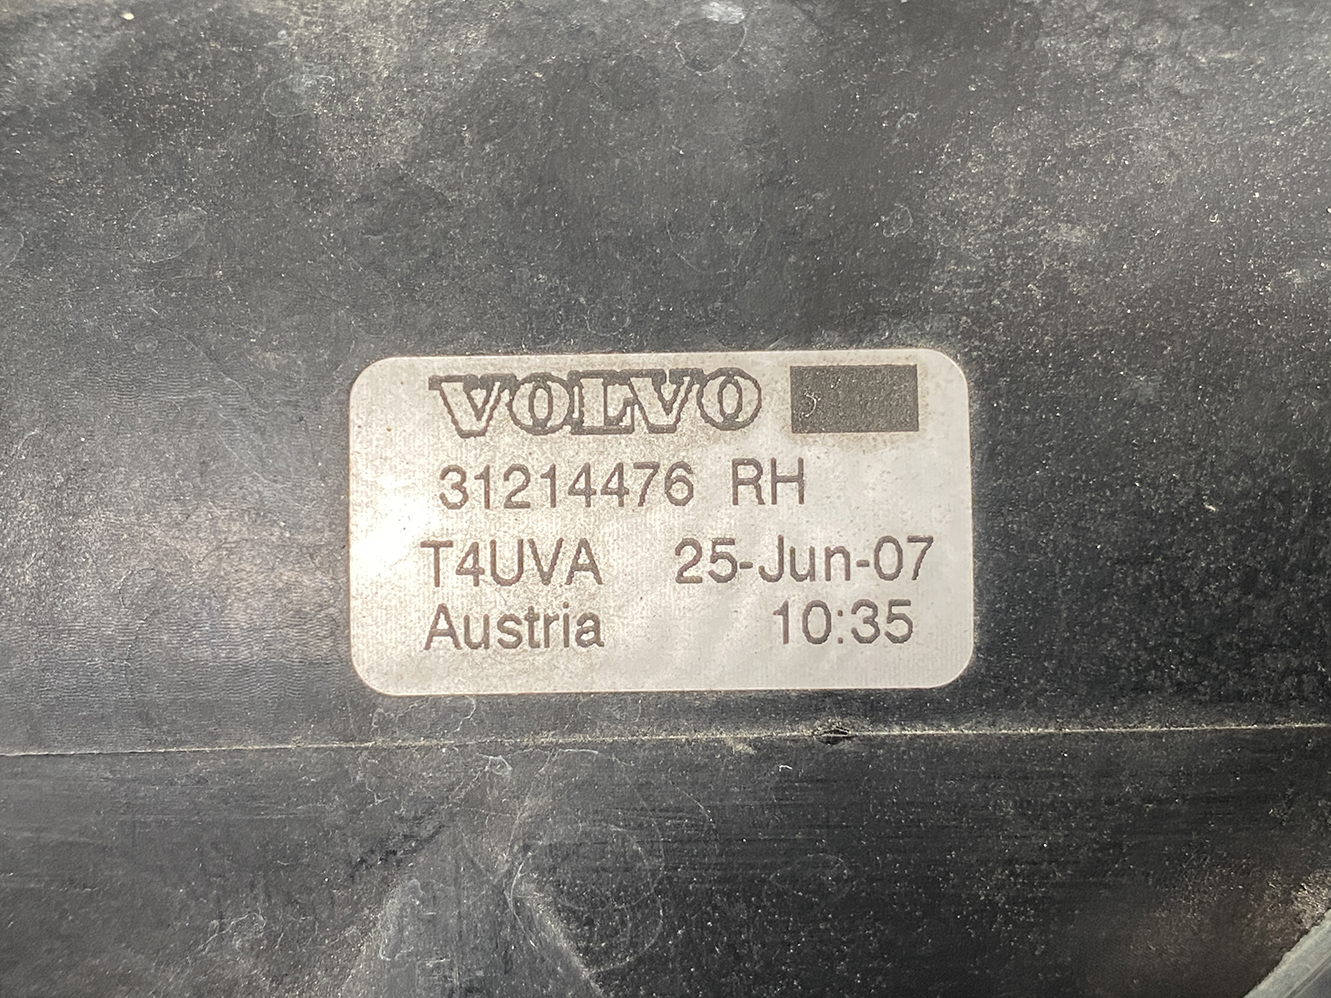 VOLVO
31214476 RH
T4UVA 25-Jun-07
Austria 10:35